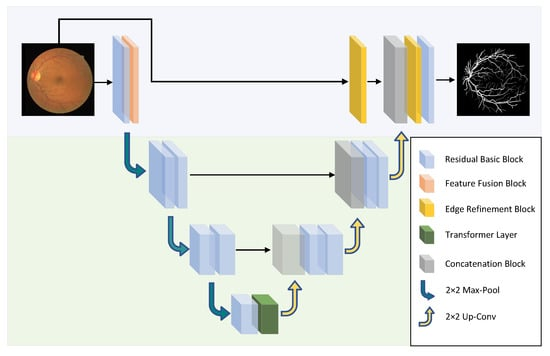 Residual Basic Block
Feature Fusion Block
Edge Refinement Block
Transformer Layer
Concatenation Block
2×2 Max-Pool
2×2 Up-Conv